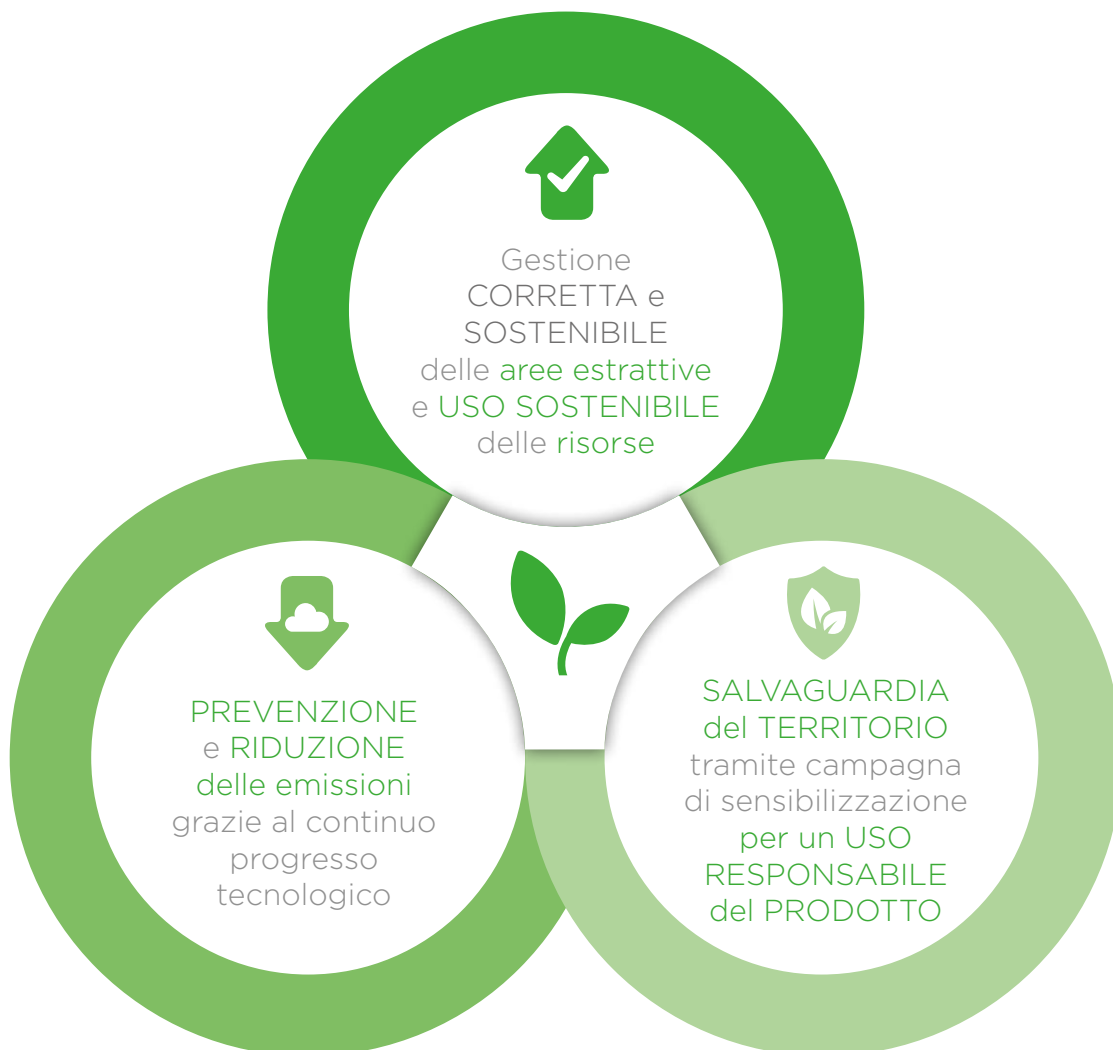 Gestione
CORRETTA e
SOSTENIBILE
delle aree estrattive
e USO SOSTENIBILE
delle risorse
PREVENZIONE
e RIDUZIONE
delle emissioni
grazie al continuo
progresso
tecnologico
SALVAGUARDIA
del TERRITORIO
tramite campagna
di sensibilizzazione
per un USO
RESPONSABILE
del PRODOTTO